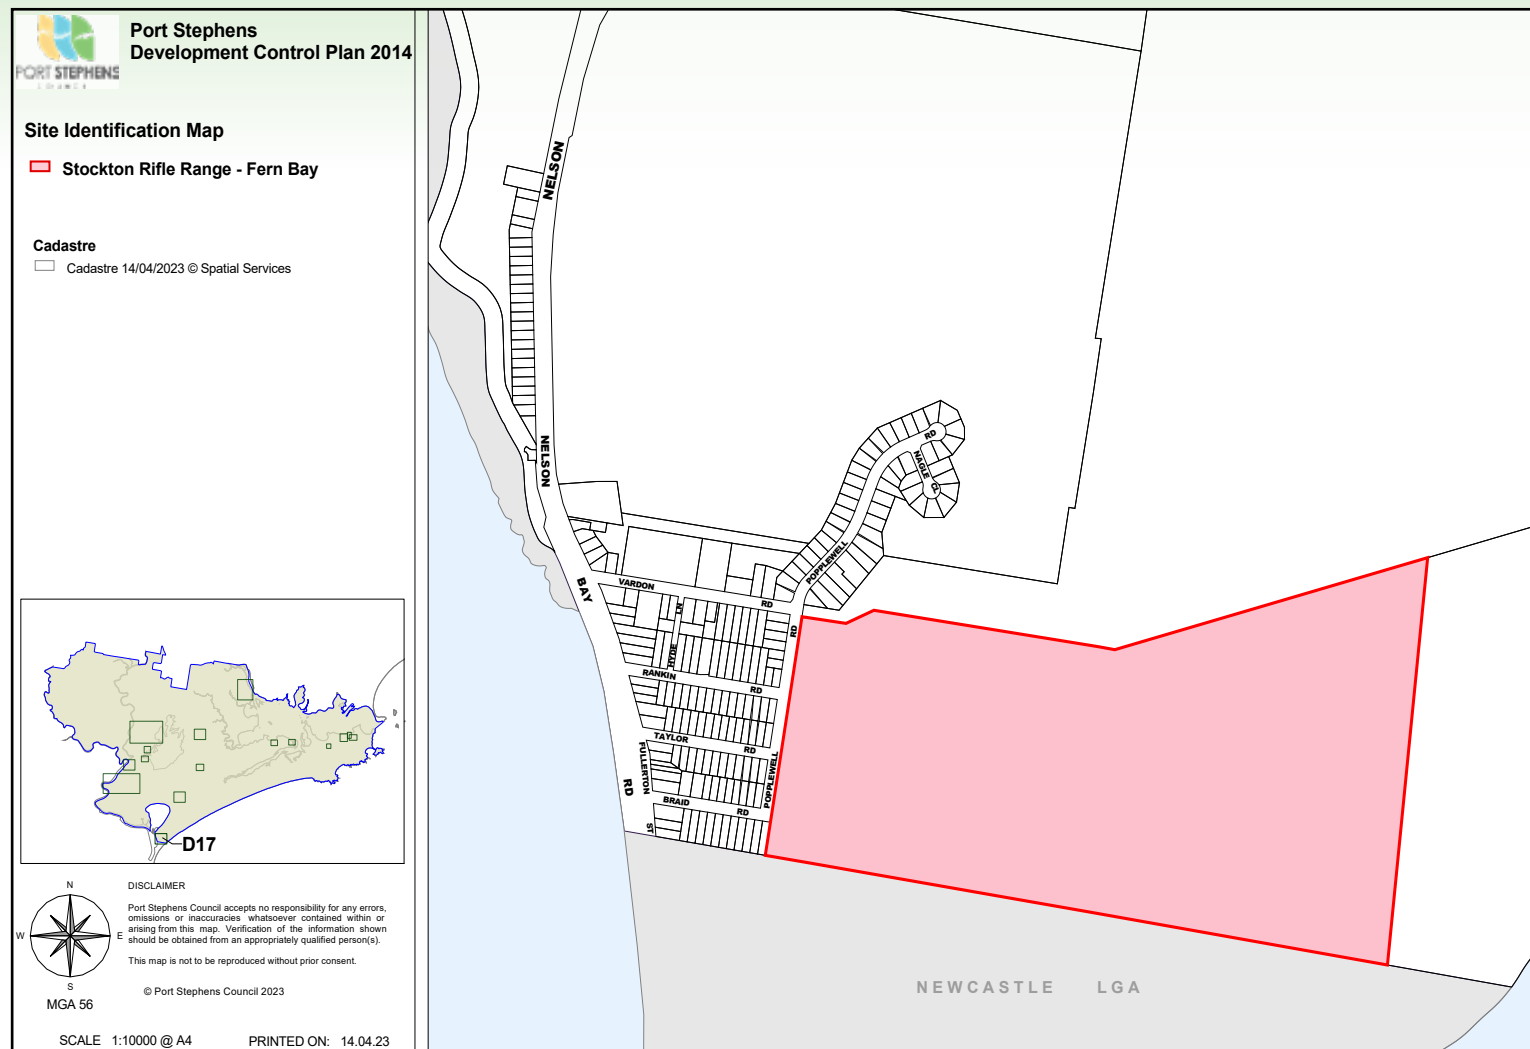 Port Stephens
Development Control Plan 2014
PORT STEPHENS
Site Identification Map
Stockton Rifle Range - Fern Bay
Cadastre
Cadastre 14/04/2023 © Spatial Services
D17
N
W
E
S
MGA 56
DISCLAIMER
Port Stephens Council accepts no responsibility for any errors,
omissions or inaccuracies whatsoever contained within or
arising from this map. Verification of the information shown
should be obtained from an appropriately qualified person(s).
This map is not to be reproduced without prior consent.
© Port Stephens Council 2023
SCALE 1:10000 @ A4
PRINTED ON: 14.04.23
NELSON
NELSON
BAY
RD
RD
NAGLE CL
POPPLEWELL
RD
VARDON
RD
HYDE
LN
RANKIN
RD
TAYLOR
RD
FULLERTON
ST
POPPLEWELL
BRAID
RD
NEWCASTLE LGA